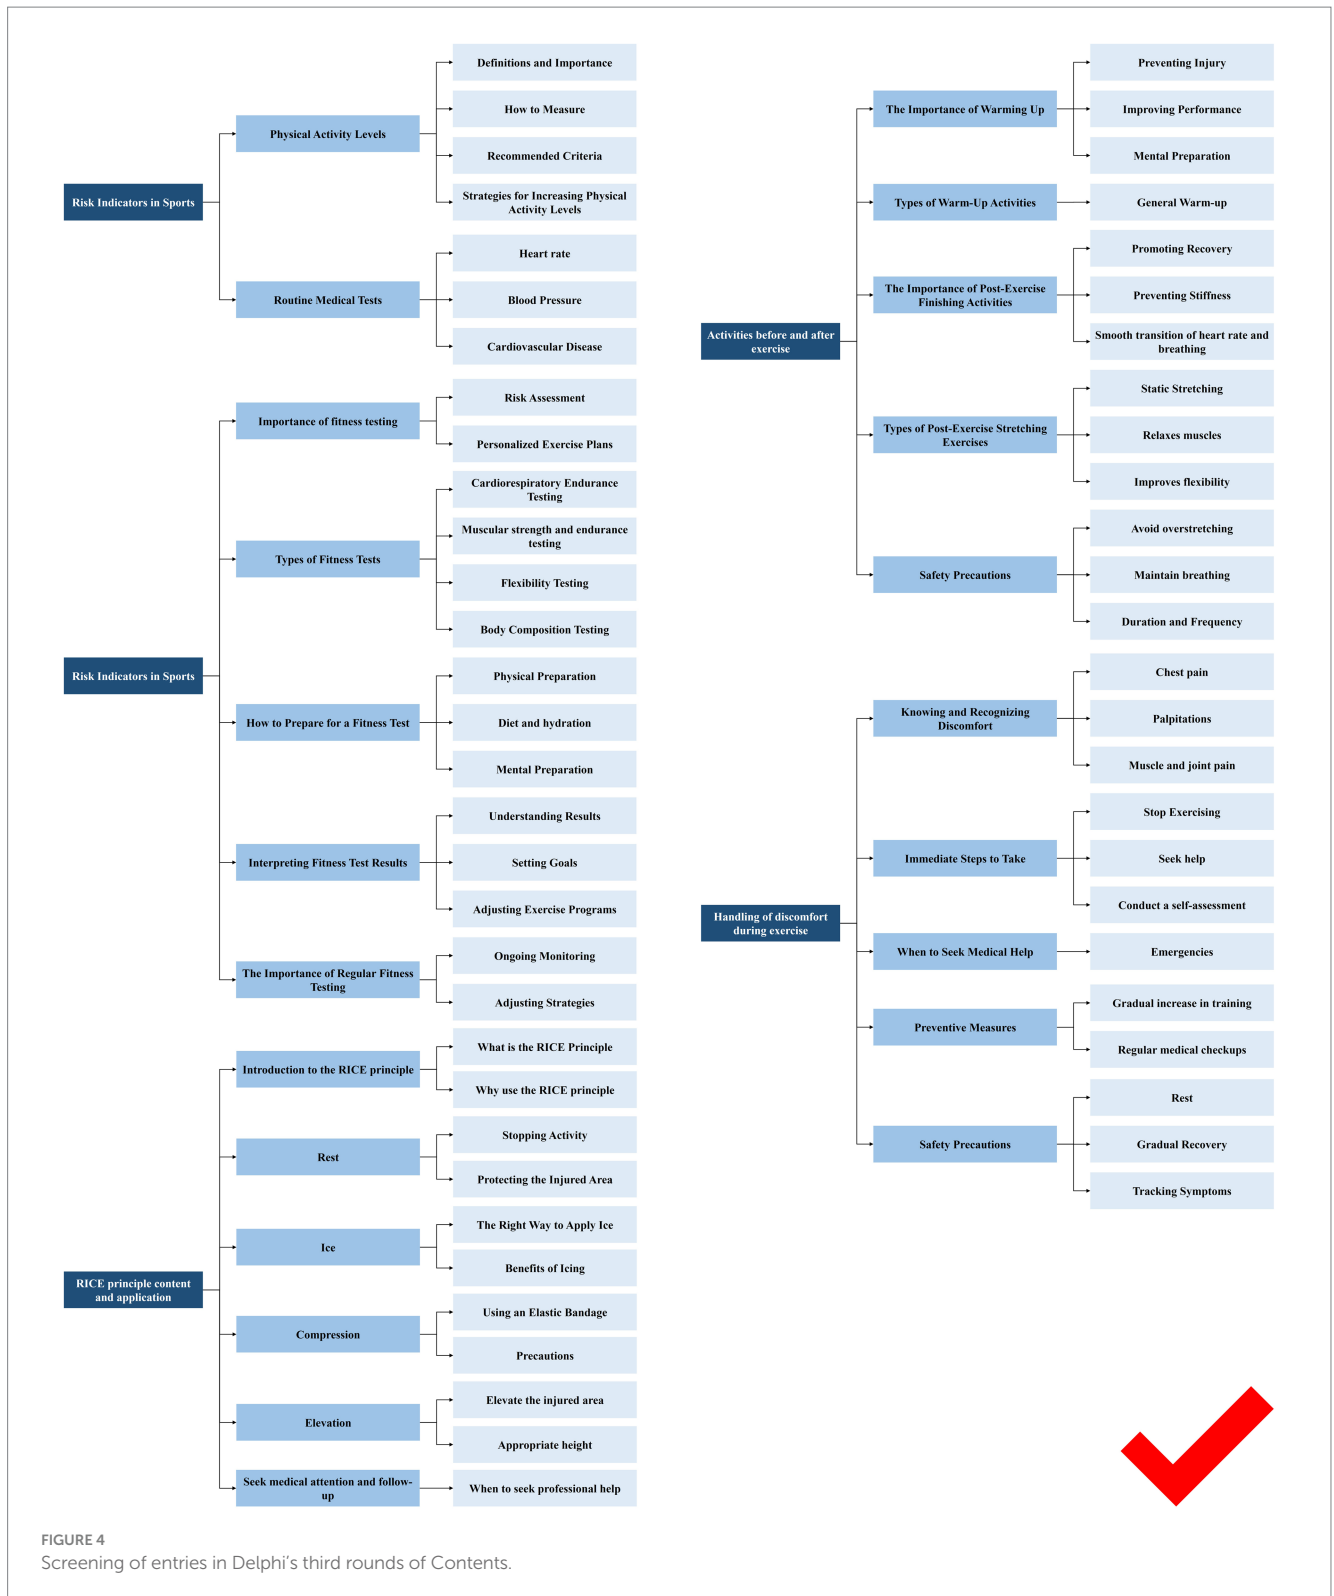 Risk Indicators in Sports
Physical Activity Levels
Definitions and Importance
How to Measure
Recommended Criteria
Strategies for Increasing Physical
Activity Levels
Routine Medical Tests
Heart rate
Blood Pressure
Cardiovascular Disease
Risk Indicators in Sports
Importance of fitness testing
Risk Assessment
Personalized Exercise Plans
Types of Fitness Tests
Cardiorespiratory Endurance
Testing
Muscular strength and endurance
testing
Flexibility Testing
Body Composition Testing
How to Prepare for a Fitness Test
Physical Preparation
Diet and hydration
Mental Preparation
Interpreting Fitness Test Results
Understanding Results
Setting Goals
Adjusting Exercise Programs
The Importance of Regular Fitness
Testing
Ongoing Monitoring
Adjusting Strategies
RICE principle content
and application
Introduction to the RICE principle
What is the RICE Principle
Why use the RICE principle
Rest
Stopping Activity
Protecting the Injured Area
Ice
The Right Way to Apply Ice
Benefits of Icing
Compression
Using an Elastic Bandage
Precautions
Elevation
Elevate the injured area
Appropriate height
Seek medical attention and follow-
up
When to seek professional help
Activities before and after
exercise
The Importance of Warming Up
Preventing Injury
Improving Performance
Mental Preparation
Types of Warm-Up Activities
General Warm-up
The Importance of Post-Exercise
Finishing Activities
Promoting Recovery
Preventing Stiffness
Smooth transition of heart rate and
breathing
Types of Post-Exercise Stretching
Exercises
Static Stretching
Relaxes muscles
Improves flexibility
Safety Precautions
Avoid overstretching
Maintain breathing
Duration and Frequency
Handling of discomfort
during exercise
Knowing and Recognizing
Discomfort
Chest pain
Palpitations
Muscle and joint pain
Immediate Steps to Take
Stop Exercising
Seek help
Conduct a self-assessment
When to Seek Medical Help
Emergencies
Preventive Measures
Gradual increase in training
Regular medical checkups
Safety Precautions
Rest
Gradual Recovery
Tracking Symptoms
FIGURE 4
Screening of entries in Delphi's third rounds of Contents.